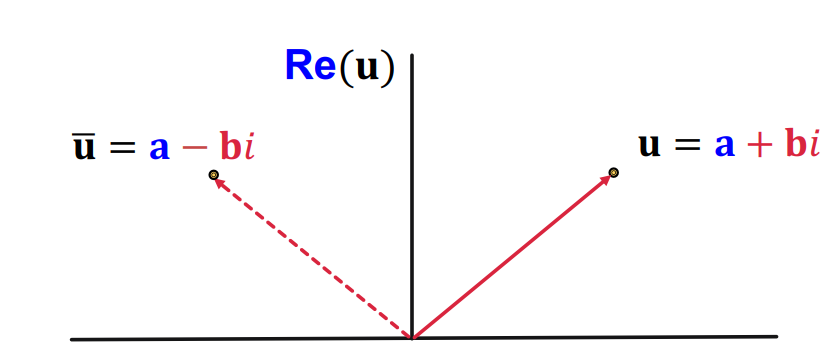 Re(u)
u̅ = a − bi
u = a + bi